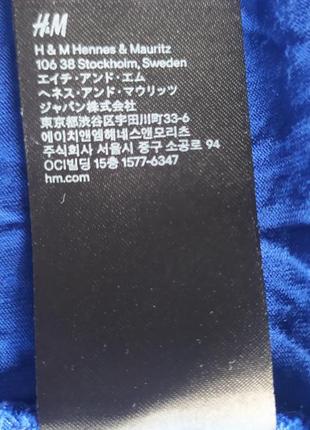 H&M
H & M Hennes & Mauritz
106 38 Stockholm, Sweden
エイチ・アンド・エム
ヘネス・アンド・マウリッツ
ジャパン株式会社
東京都渋谷区宇田川町33-6
에이치앤엠헤네스앤모리츠
주식회사 서울시 중구 소공로 94
OCI빌딩 15층 1577-6347
hm.com